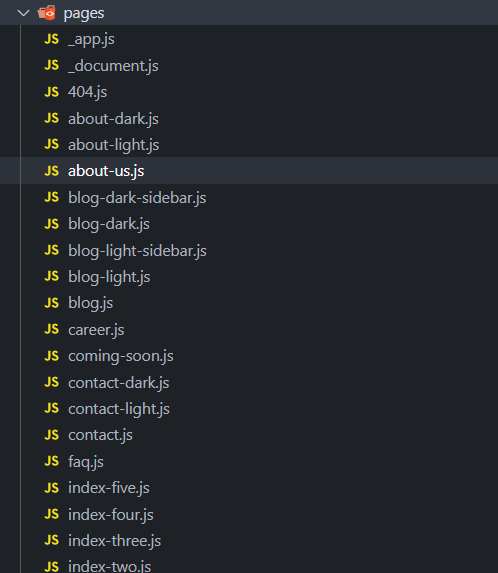 pages
JS _app.js
JS _document.js
JS 404.js
JS about-dark.js
JS about-light.js
JS about-us.js
JS blog-dark-sidebar.js
JS blog-dark.js
JS blog-light-sidebar.js
JS blog-light.js
JS blog.js
JS career.js
JS coming-soon.js
JS contact-dark.js
JS contact-light.js
JS contact.js
JS faq.js
JS index-five.js
JS index-four.js
JS index-three.js
JS index-two.js